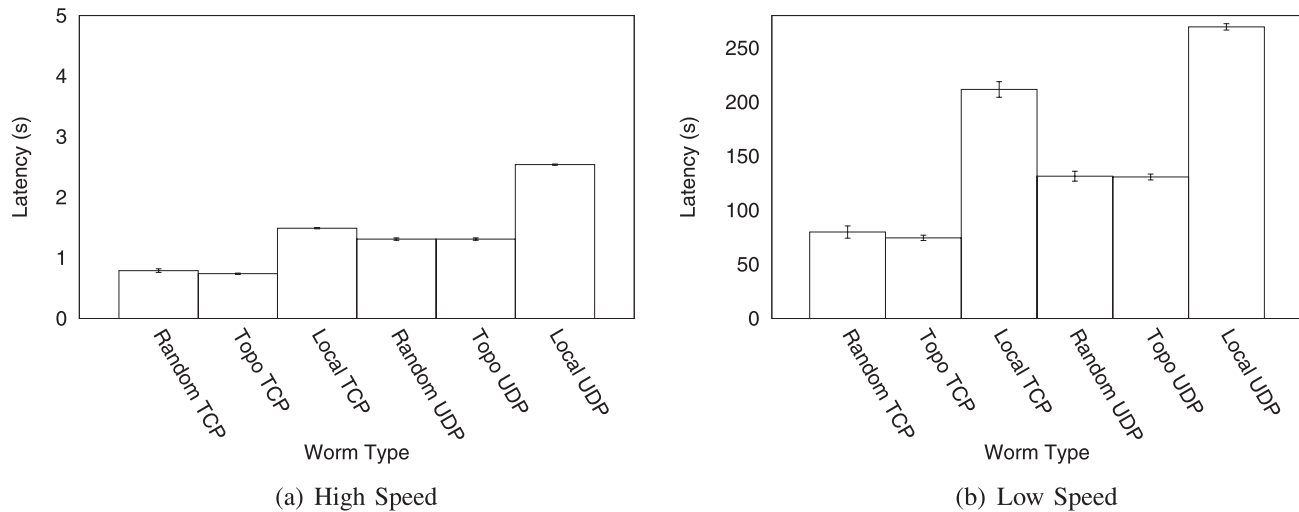 5
4
3
2
1
0
Latency (s)
Random TCP
Topo TCP
Local TCP
Random UDP
Topo UDP
Local UDP
Worm Type
(a) High Speed
250
200
150
100
50
0
Latency (s)
Random TCP
Topo TCP
Local TCP
Random UDP
Topo UDP
Local UDP
Worm Type
(b) Low Speed